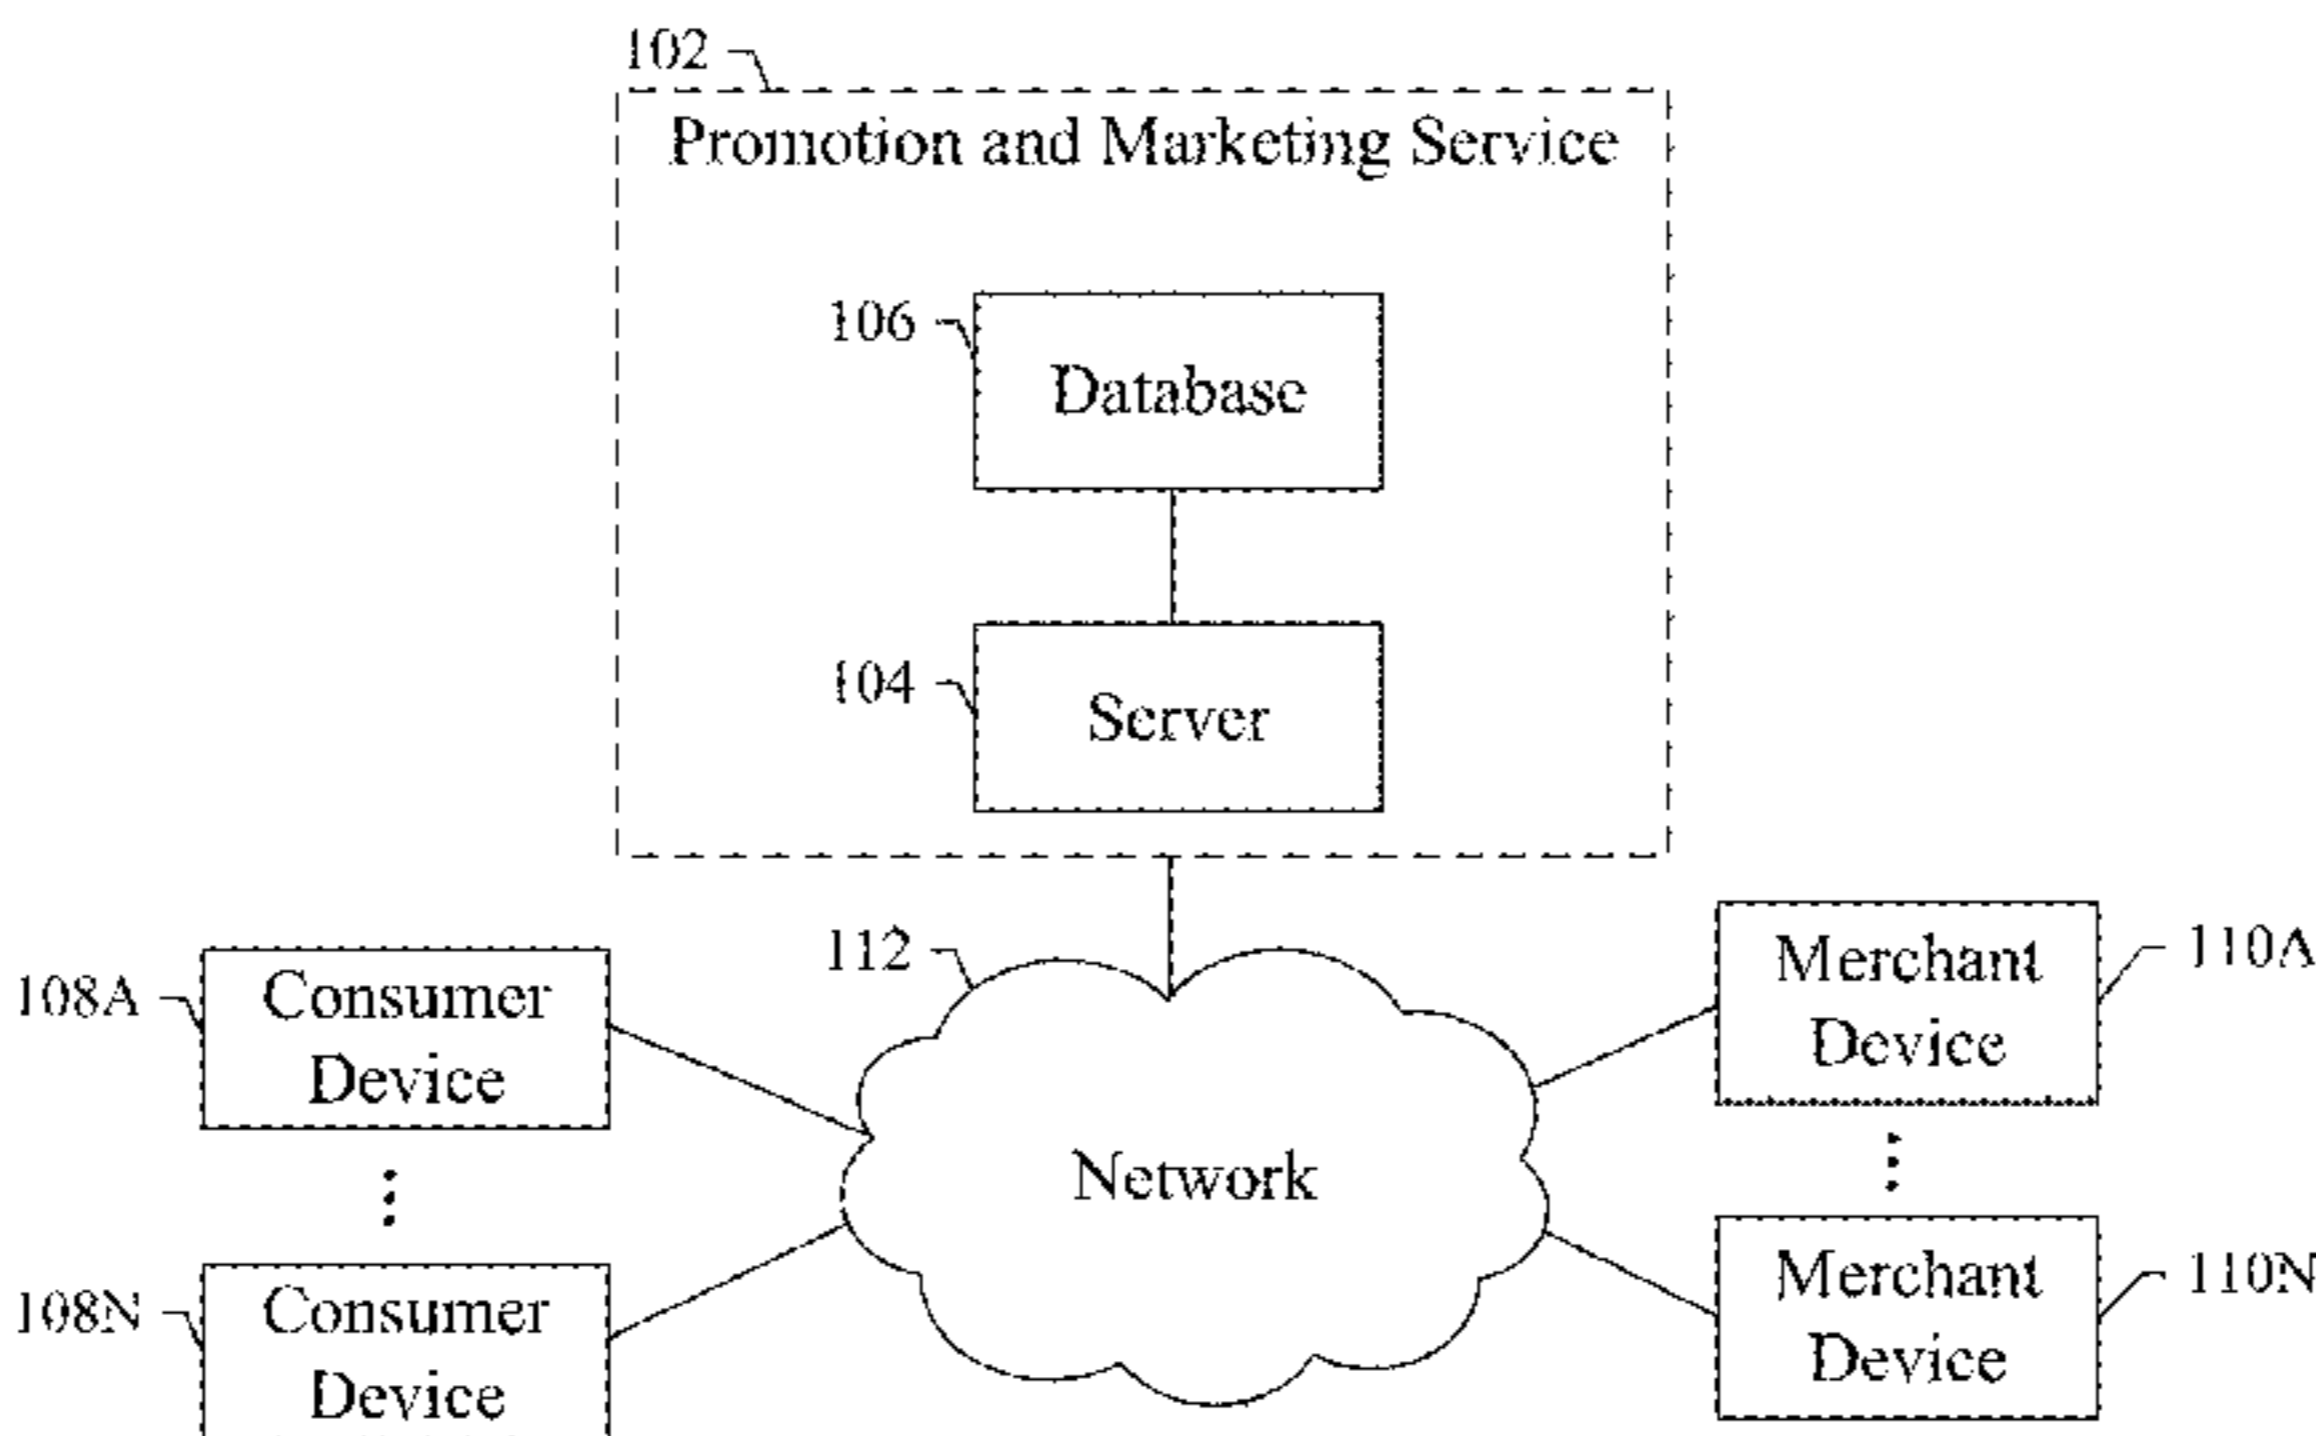 102
Promotion and Marketing Service
106
Database
104
Server
112
108A
Consumer
Device
110A
Merchant
Device
Network
108N
Consumer
Device
110N
Merchant
Device